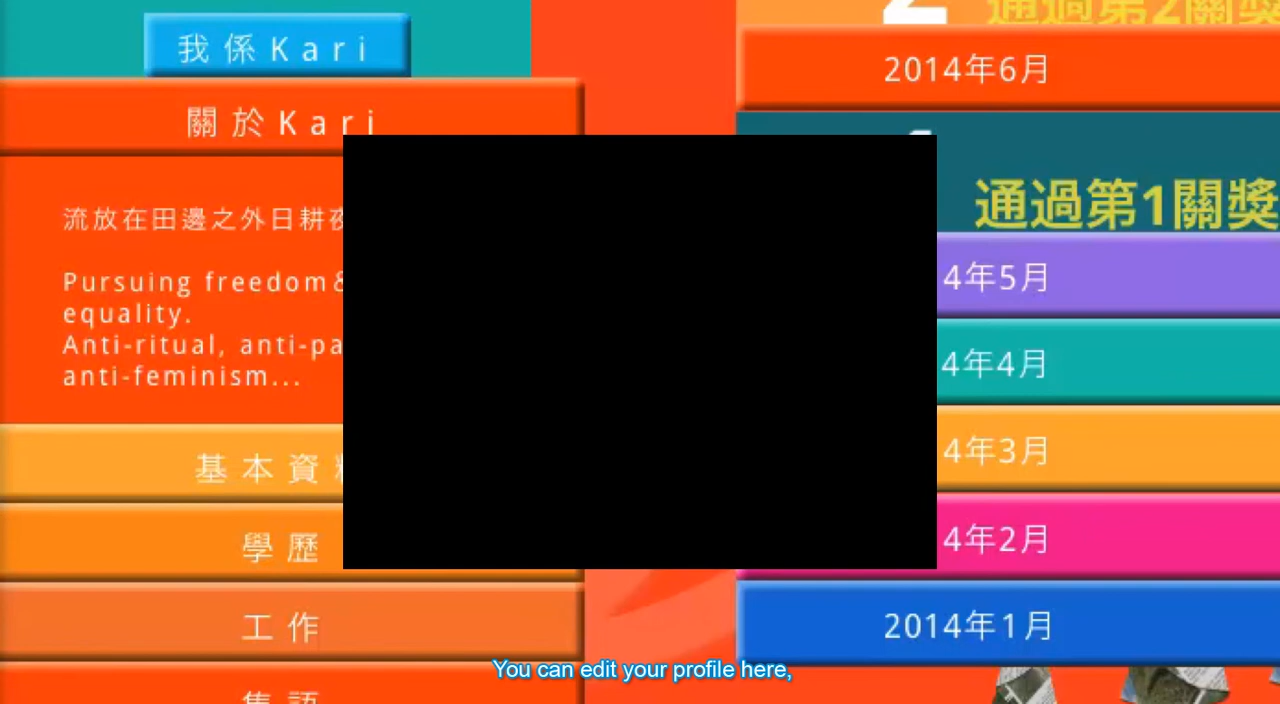 我係Kari
關於Kari
流放在田邊之外日耕
Pursuing freedom&
equality.
Anti-ritual, anti-pa
anti-feminism...
基本資
學歷
工作
2
通過第2關獎
2014年6月
通過第1關獎
4年5月
4年4月
4年3月
4年2月
2014年1月
You can edit your profile here,